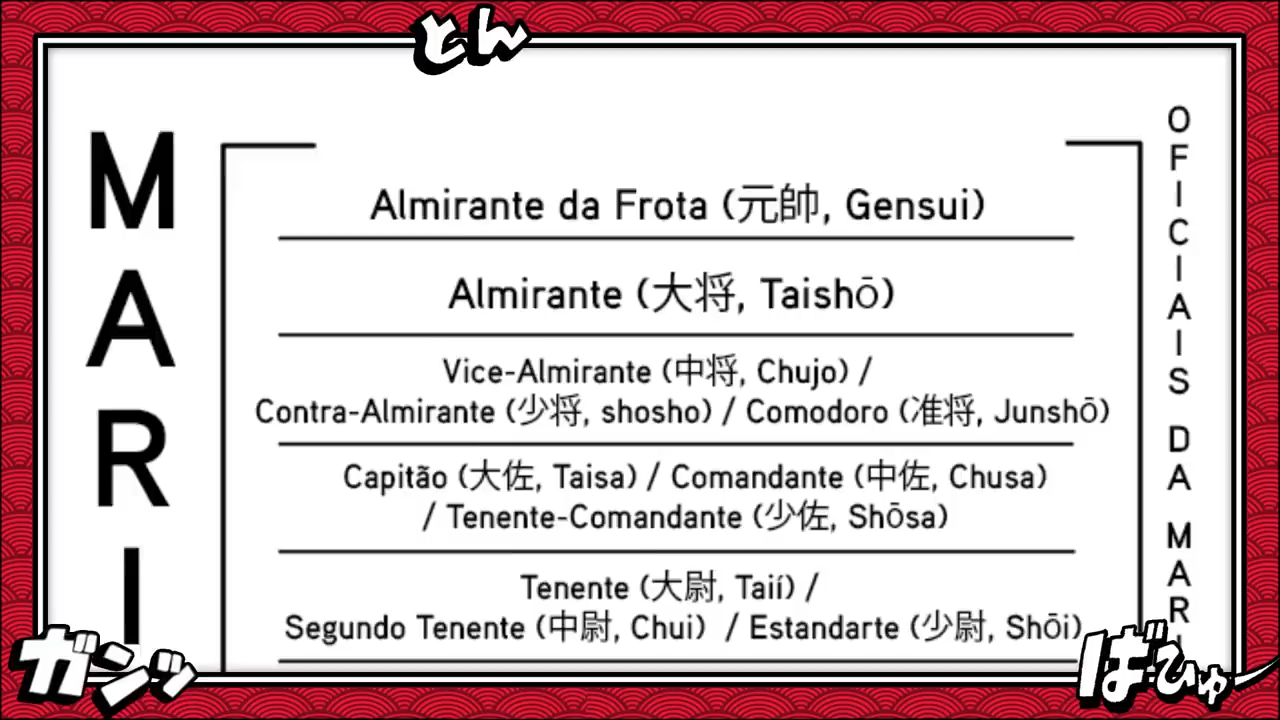 とん
MARI
OFICIAIS DA MARI
Almirante da Frota (元帥, Gensui)
Almirante (大将, Taishō)
Vice-Almirante (中将, Chujo) /
Contra-Almirante (少将, shosho) / Comodoro (准将, Junshō)
Capitão (大佐, Taisa) / Comandante (中佐, Chusa)
/ Tenente-Comandante (少佐, Shōsa)
Tenente (大尉, Taií) /
Segundo Tenente (中尉, Chui) / Estandarte (少尉, Shōi)
ガンッ
ばひゅー